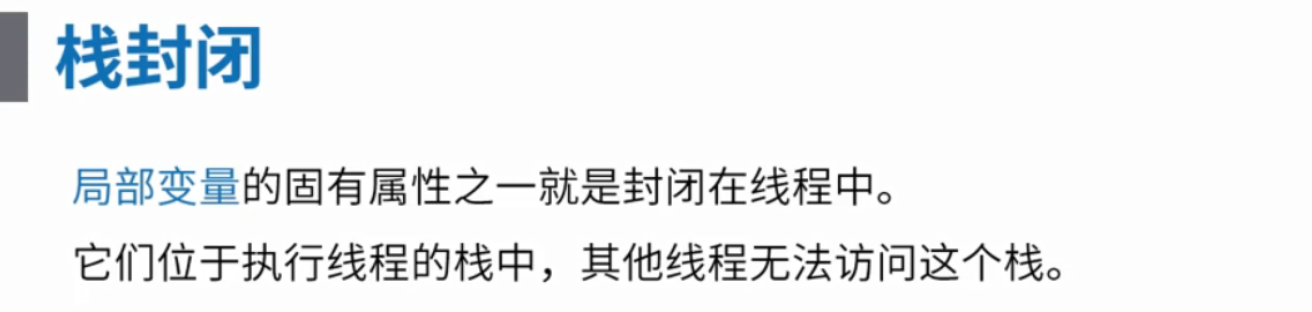 栈封闭
局部变量的固有属性之一就是封闭在线程中。
它们位于执行线程的栈中，其他线程无法访问这个栈。